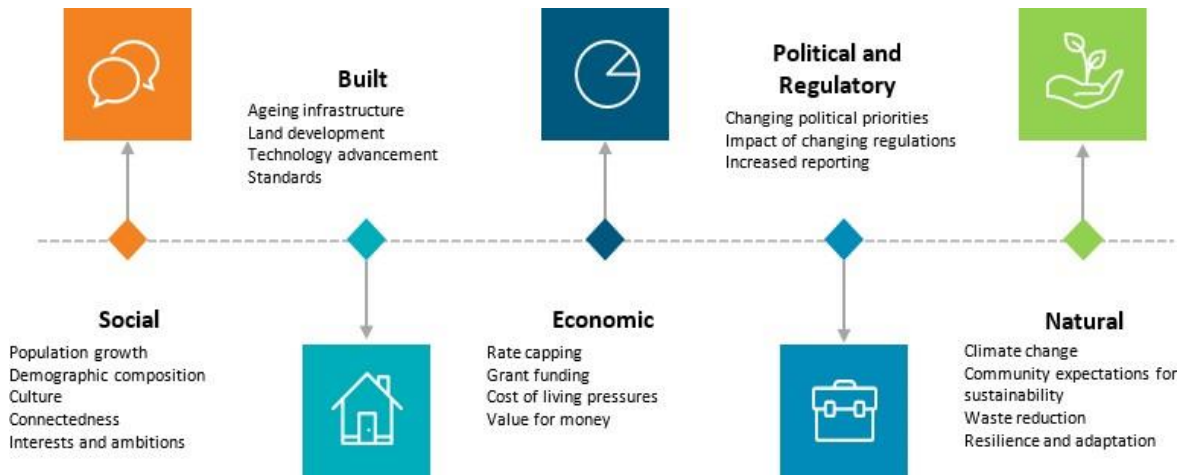 Social
Population growth
Demographic composition
Culture
Connectedness
Interests and ambitions
Built
Ageing infrastructure
Land development
Technology advancement
Standards
Economic
Rate capping
Grant funding
Cost of living pressures
Value for money
Political and
Regulatory
Changing political priorities
Impact of changing regulations
Increased reporting
Natural
Climate change
Community expectations for
sustainability
Waste reduction
Resilience and adaptation